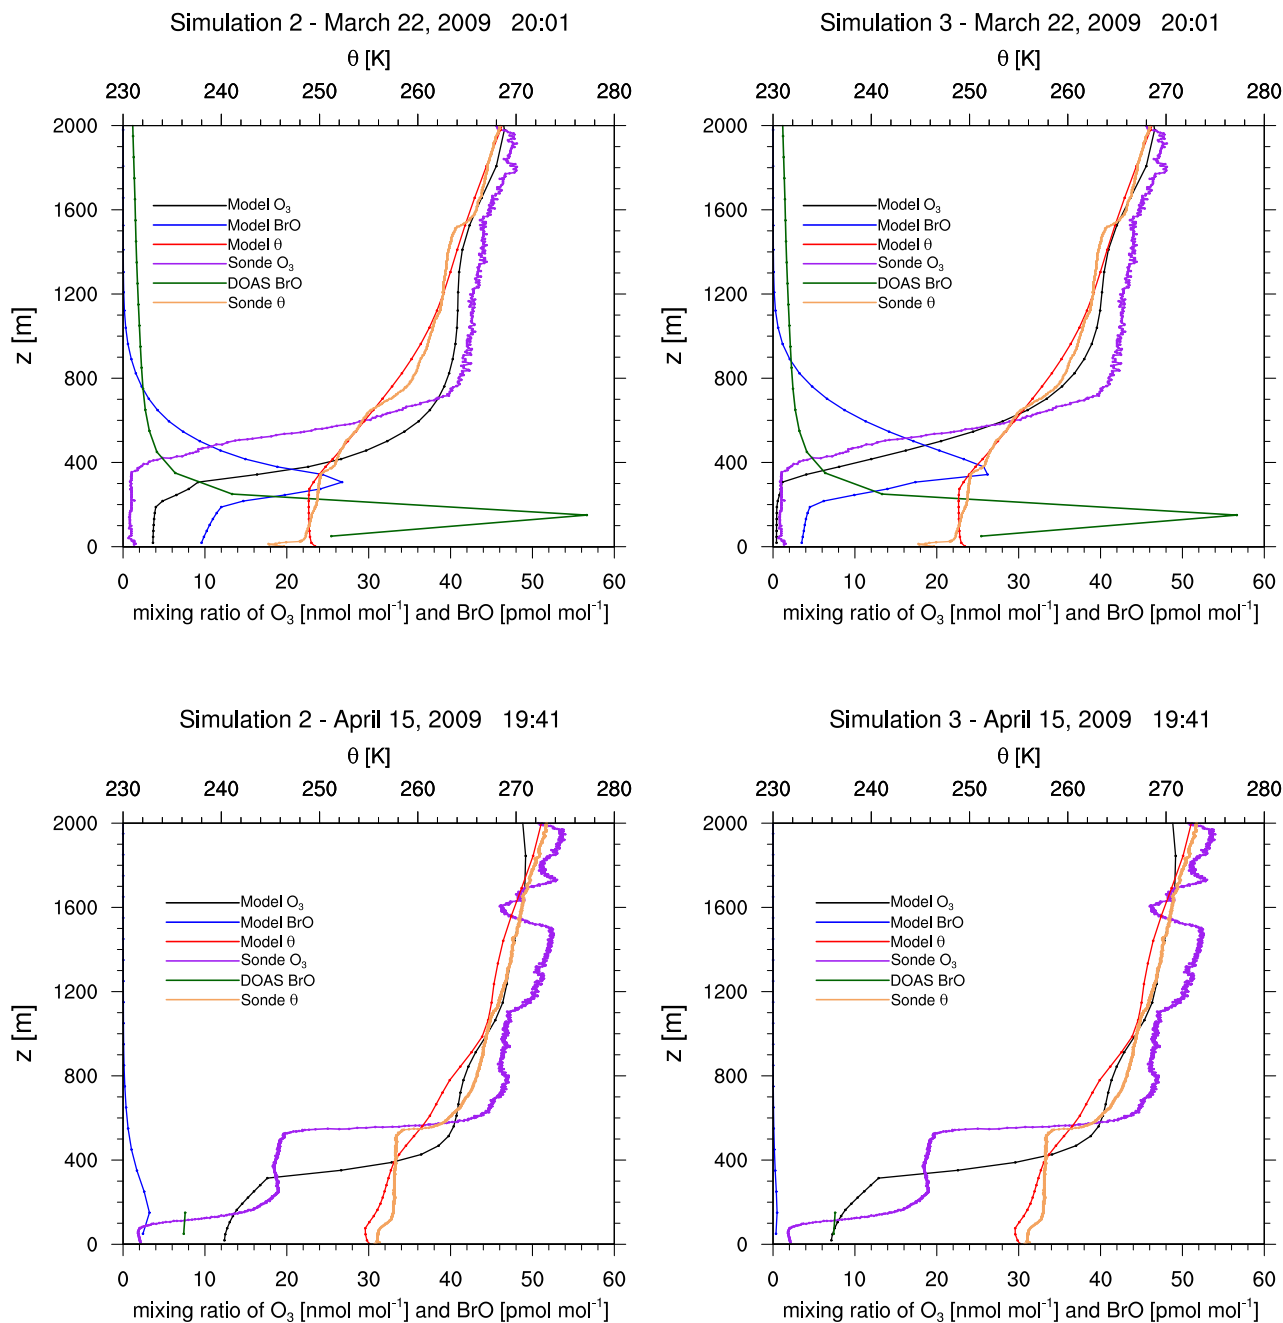 Simulation 2 - March 22, 2009 20:01
θ [K]
230 240 250 260 270 280
2000
1600
1200
800
400
0
z [m]
Model O₃
Model BrO
Model θ
Sonde O₃
DOAS BrO
Sonde θ
0 10 20 30 40 50 60
mixing ratio of O₃ [nmol mol⁻¹] and BrO [pmol mol⁻¹]
Simulation 3 - March 22, 2009 20:01
θ [K]
230 240 250 260 270 280
2000
1600
1200
800
400
0
z [m]
Model O₃
Model BrO
Model θ
Sonde O₃
DOAS BrO
Sonde θ
0 10 20 30 40 50 60
mixing ratio of O₃ [nmol mol⁻¹] and BrO [pmol mol⁻¹]
Simulation 2 - April 15, 2009 19:41
θ [K]
230 240 250 260 270 280
2000
1600
1200
800
400
0
z [m]
Model O₃
Model BrO
Model θ
Sonde O₃
DOAS BrO
Sonde θ
0 10 20 30 40 50 60
mixing ratio of O₃ [nmol mol⁻¹] and BrO [pmol mol⁻¹]
Simulation 3 - April 15, 2009 19:41
θ [K]
230 240 250 260 270 280
2000
1600
1200
800
400
0
z [m]
Model O₃
Model BrO
Model θ
Sonde O₃
DOAS BrO
Sonde θ
0 10 20 30 40 50 60
mixing ratio of O₃ [nmol mol⁻¹] and BrO [pmol mol⁻¹]